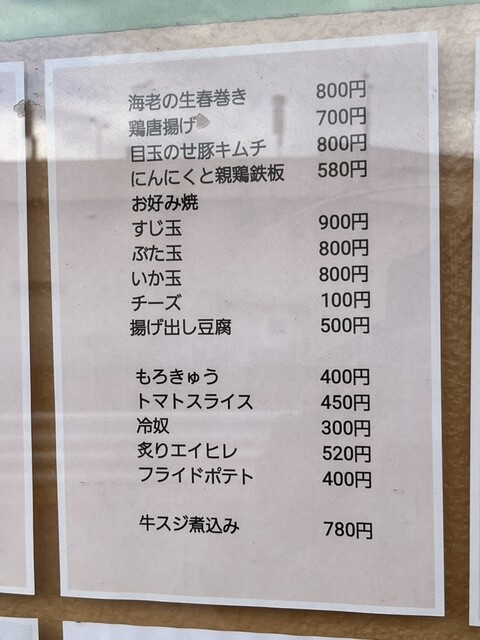 海老の生春巻き 800円
鶏唐揚げ 700円
目玉のせ豚キムチ 800円
にんにくと親鶏鉄板 580円
お好み焼
すじ玉 900円
ぶた玉 800円
いか玉 800円
チーズ 100円
揚げ出し豆腐 500円
もろきゅう 400円
トマトスライス 450円
冷奴 300円
炙りエイヒレ 520円
フライドポテト 400円
牛スジ煮込み 780円